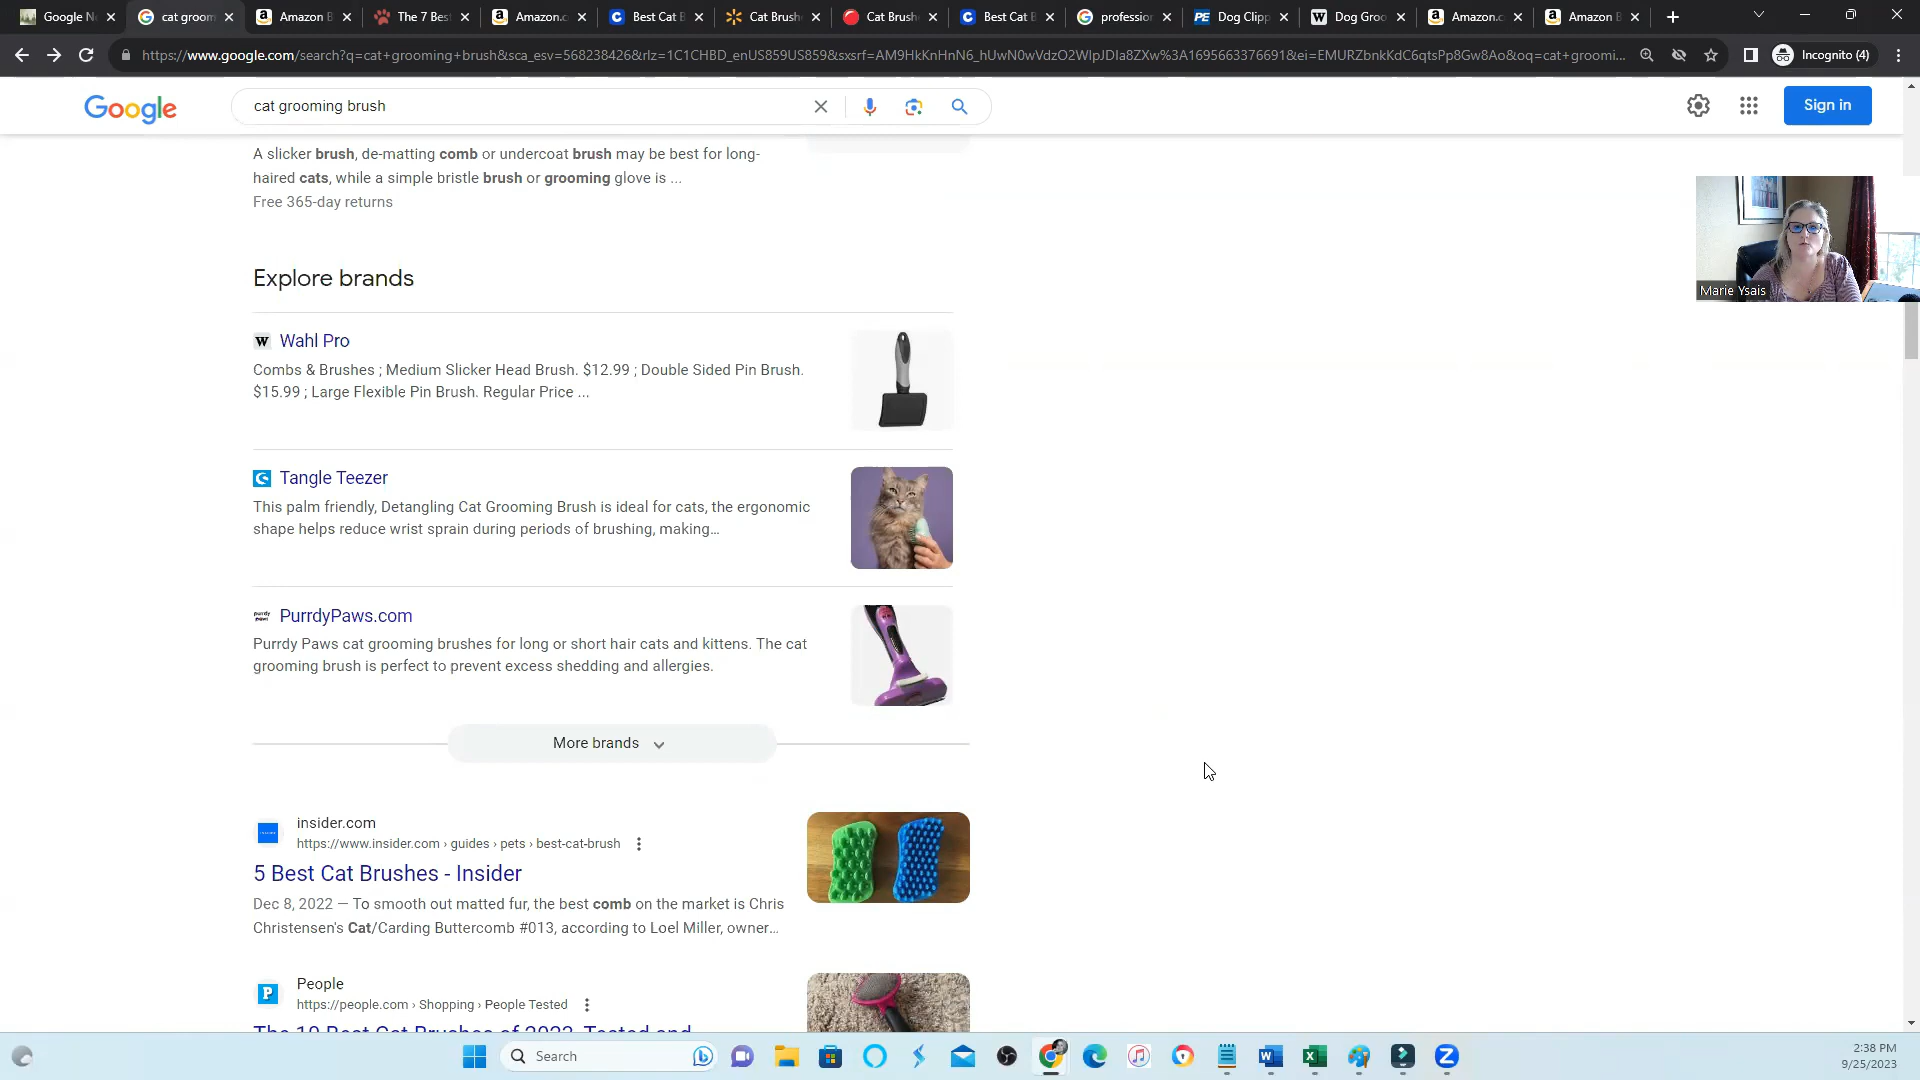 Google N
cat groom
Amazon B
The 7 Bes
Amazon.c
Best Cat B
Cat Brush
Cat Brush
Best Cat B
profession
PE
Dog Clipp
W
Dog Groo
Amazon.c
Amazon B
https://www.google.com/search?q=cat+grooming+brush&sca_esv=568238426&rlz=1C1CHBD_enUS859US859&sxsrf=AM9HkKnHnN6_hUwN0wVdzO2WIpJDIa8ZXw%3A1695663376691&ei=EMURZbnkKdC6qtsPp8Gw8Ao&oq=cat+groomi...
Incognito (4)
Google
cat grooming brush
Sign in
A slicker brush, de-matting comb or undercoat brush may be best for long-
haired cats, while a simple bristle brush or grooming glove is ...
Free 365-day returns
Marie Ysais
Explore brands
W Wahl Pro
Combs & Brushes ; Medium Slicker Head Brush. $12.99 ; Double Sided Pin Brush.
$15.99 ; Large Flexible Pin Brush. Regular Price ...
Tangle Teezer
This palm friendly, Detangling Cat Grooming Brush is ideal for cats, the ergonomic
shape helps reduce wrist sprain during periods of brushing, making...
PurrdyPaws.com
Purrdy Paws cat grooming brushes for long or short hair cats and kittens. The cat
grooming brush is perfect to prevent excess shedding and allergies.
More brands
insider.com
https://www.insider.com › guides › pets › best-cat-brush
5 Best Cat Brushes - Insider
Dec 8, 2022 — To smooth out matted fur, the best comb on the market is Chris
Christensen's Cat/Carding Buttercomb #013, according to Loel Miller, owner...
P People
https://people.com › Shopping › People Tested
The 10 Best Cat Brushes of 2023, Tested and
Search
2:38 PM
9/25/2023